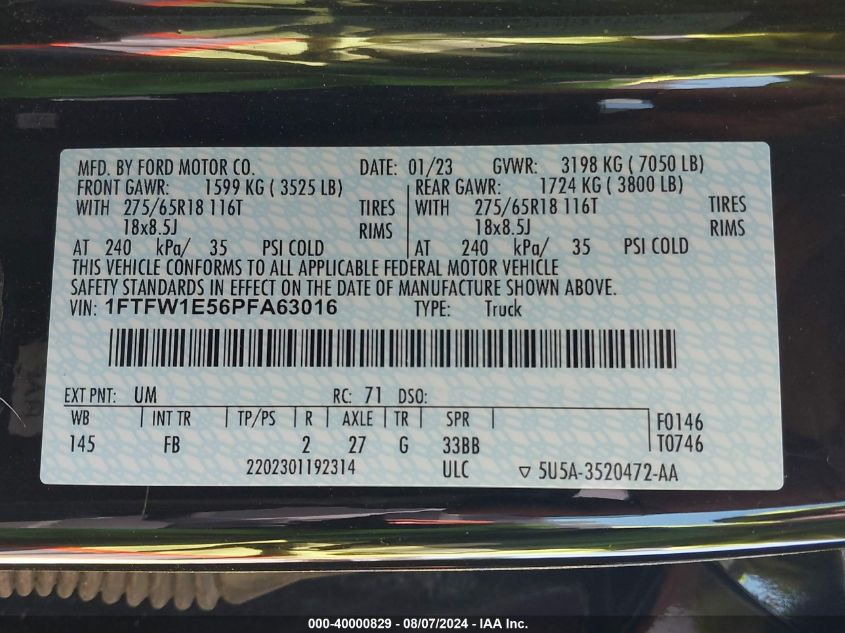 MFD. BY FORD MOTOR CO. DATE: 01/23 GVWR: 3198 KG ( 7050 LB)
FRONT GAWR: 1599 KG ( 3525 LB) REAR GAWR: 1724 KG ( 3800 LB)
WITH 275/65R18 116T TIRES WITH 275/65R18 116T TIRES
18x8.5J RIMS 18x8.5J RIMS
AT 240 kPa/ 35 PSI COLD AT 240 kPa/ 35 PSI COLD
THIS VEHICLE CONFORMS TO ALL APPLICABLE FEDERAL MOTOR VEHICLE
SAFETY STANDARDS IN EFFECT ON THE DATE OF MANUFACTURE SHOWN ABOVE.
VIN: 1FTFW1E56PFA63016 TYPE: Truck
EXT PNT: UM RC: 71 DSO:
WB INT TR TP/PS R AXLE TR SPR F0146
145 FB 2 27 G 33BB T0746
2202301192314 ULC ▽ 5U5A-3520472-AA
000-40000829 - 08/07/2024 - IAA Inc.